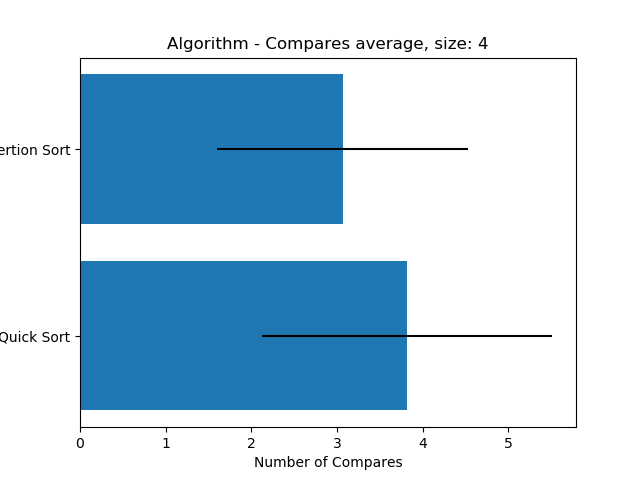 Algorithm - Compares average, size: 4
ertion Sort
Quick Sort
0 1 2 3 4 5
Number of Compares